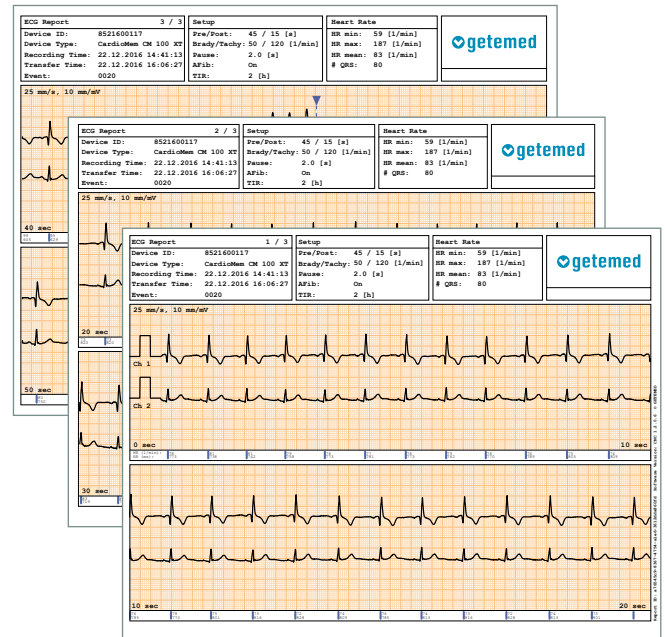 ECG Report 3 / 3
Device ID: 8521600117
Device Type: CardioMem CM 100 XT
Recording Time: 22.12.2016 14:41:13
Transfer Time: 22.12.2016 16:06:27
Event: 0020
Setup
Pre/Post: 45 / 15 [s]
Brady/Tachy: 50 / 120 [1/min]
Pause: 2.0 [s]
AFib: On
TIR: 2 [h]
Heart Rate
HR min: 59 [1/min]
HR max: 187 [1/min]
HR mean: 83 [1/min]
# QRS: 80
getemed
25 mm/s, 10 mm/mV
40 sec
50 sec
ECG Report 2 / 3
Device ID: 8521600117
Device Type: CardioMem CM 100 XT
Recording Time: 22.12.2016 14:41:13
Transfer Time: 22.12.2016 16:06:27
Event: 0020
Setup
Pre/Post: 45 / 15 [s]
Brady/Tachy: 50 / 120 [1/min]
Pause: 2.0 [s]
AFib: On
TIR: 2 [h]
Heart Rate
HR min: 59 [1/min]
HR max: 187 [1/min]
HR mean: 83 [1/min]
# QRS: 80
getemed
25 mm/s, 10 mm/mV
20 sec
30 sec
ECG Report 1 / 3
Device ID: 8521600117
Device Type: CardioMem CM 100 XT
Recording Time: 22.12.2016 14:41:13
Transfer Time: 22.12.2016 16:06:27
Event: 0020
Setup
Pre/Post: 45 / 15 [s]
Brady/Tachy: 50 / 120 [1/min]
Pause: 2.0 [s]
AFib: On
TIR: 2 [h]
Heart Rate
HR min: 59 [1/min]
HR max: 187 [1/min]
HR mean: 83 [1/min]
# QRS: 80
getemed
25 mm/s, 10 mm/mV
Ch 1
Ch 2
0 sec 10 sec
10 sec 20 sec